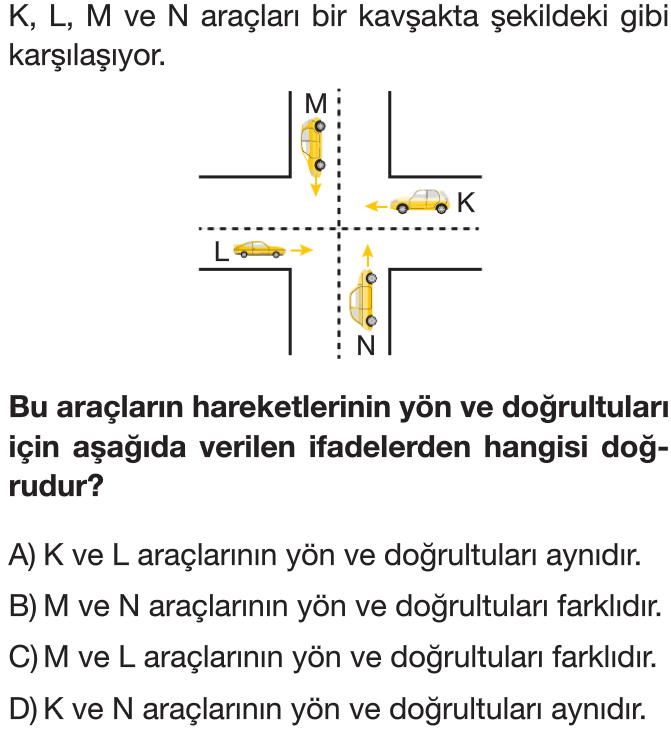 K, L, M ve N araçları bir kavşakta şekildeki gibi
karşılaşıyor.
M
K
L
N
Bu araçların hareketlerinin yön ve doğrultuları
için aşağıda verilen ifadelerden hangisi doğ-
rudur?
A) K ve L araçlarının yön ve doğrultuları aynıdır.
B) M ve N araçlarının yön ve doğrultuları farklıdır.
C) M ve L araçlarının yön ve doğrultuları farklıdır.
D) K ve N araçlarının yön ve doğrultuları aynıdır.